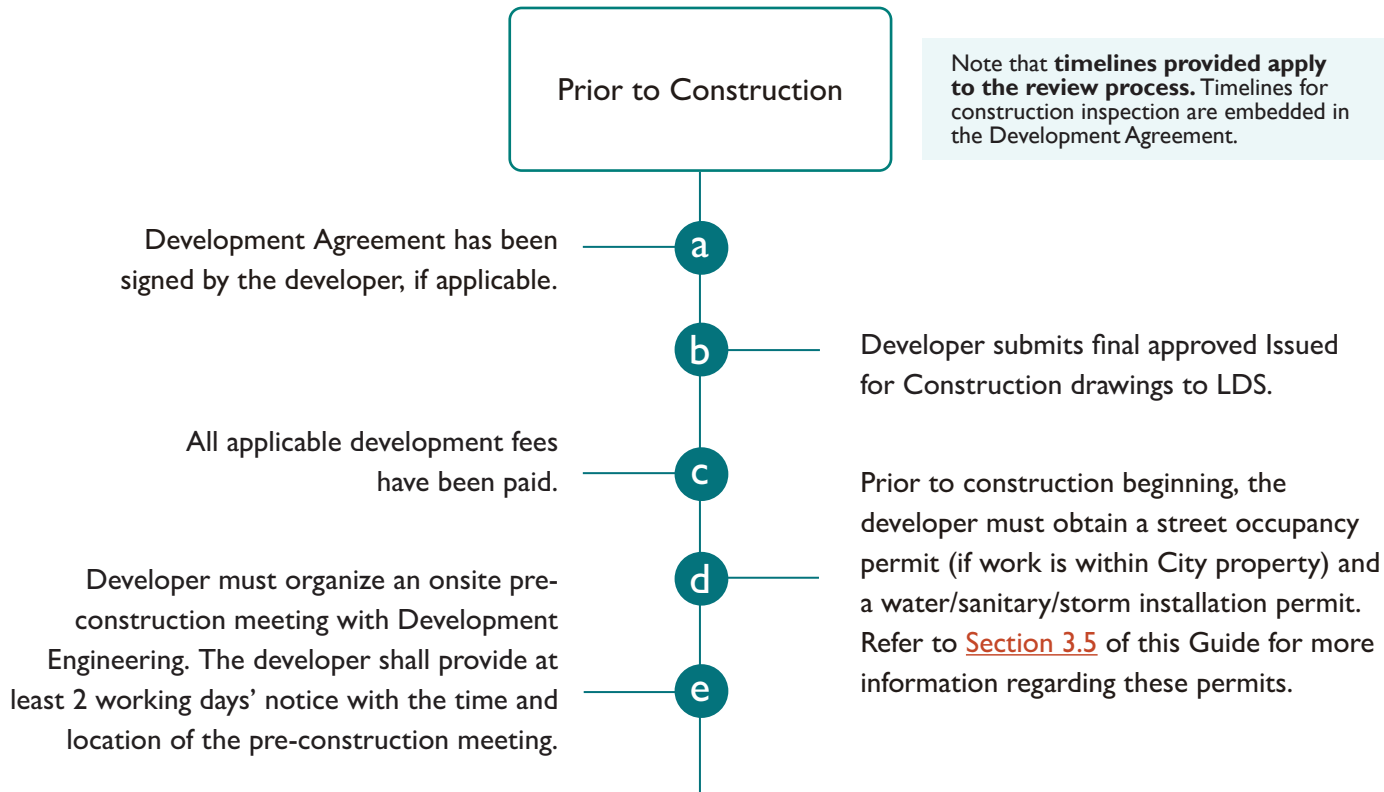 Prior to Construction
Note that timelines provided apply
to the review process. Timelines for
construction inspection are embedded in
the Development Agreement.
a
Development Agreement has been
signed by the developer, if applicable.
b
Developer submits final approved Issued
for Construction drawings to LDS.
c
All applicable development fees
have been paid.
d
Prior to construction beginning, the
developer must obtain a street occupancy
permit (if work is within City property) and
a water/sanitary/storm installation permit.
Refer to Section 3.5 of this Guide for more
information regarding these permits.
e
Developer must organize an onsite pre-
construction meeting with Development
Engineering. The developer shall provide at
least 2 working days’ notice with the time and
location of the pre-construction meeting.